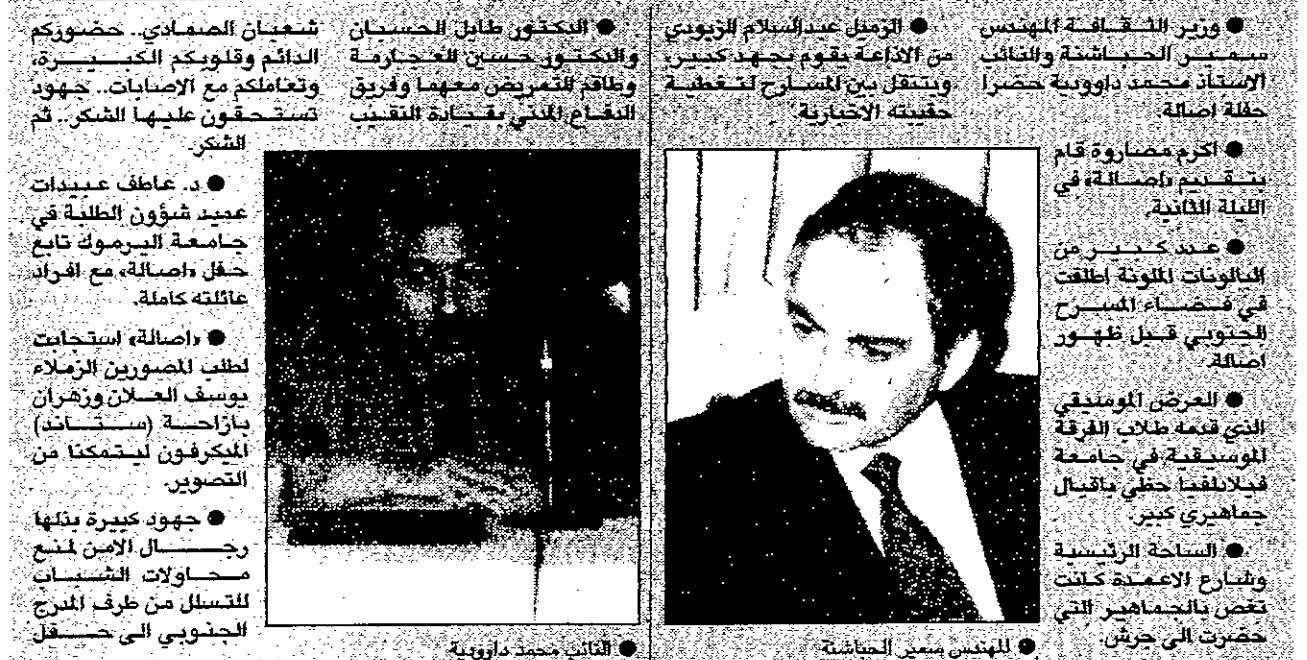 ● وزير الثقافة المهندس
سمير الحباشنة والنائب
الاستاذ محمد داوودية حضرا
حفلة اصالة.
● اكرم مصاروة قام
بتقديم «اصالة» في
الليلة الثانية.
● عدد كبير من
البالونات الملونة اطلقت
في فضاء المسرح
الجنوبي قبل ظهور
اصالة.
● العرض الموسيقي
الذي قدمه طلاب الفرقة
الموسيقية في جامعة
فيلادلفيا حظي باقبال
جماهيري كبير.
● الساحة الرئيسية
وشارع الاعمدة كانت
تغص بالجماهير التي
حضرت الى جرش.
● الزميل عبدالسلام الزيودي
من الاذاعة يقوم بجهد كبير،
ويتنقل بين المسارح لتغطية
حقيبته الاخبارية.
● المهندس سمير الحباشنة
● الدكتور طايل الحسبان
والدكتور حسين العجارمة
وطاقم التمريض معهما وفريق
الدفاع المدني بقيادة النقيب
● النائب محمد داوودية
شعبان الصمادي.. حضوركم
الدائم وقلوبكم الكبيرة،
وتعاملكم مع الاصابات.. جهود
تستحقون عليها الشكر.. ثم
الشكر.
● د. عاطف عبيدات
عميد شؤون الطلبة في
جامعة اليرموك تابع
حفل «اصالة» مع افراد
عائلته كاملة.
● «اصالة» استجابت
لطلب المصورين الزملاء
يوسف العلان وزهران
بازاحة (ستاند)
الميكرفون ليتمكنا من
التصوير.
● جهود كبيرة بذلها
رجال الامن لمنع
محاولات الشباب
للتسلل من طرف المدرج
الجنوبي الى حفل